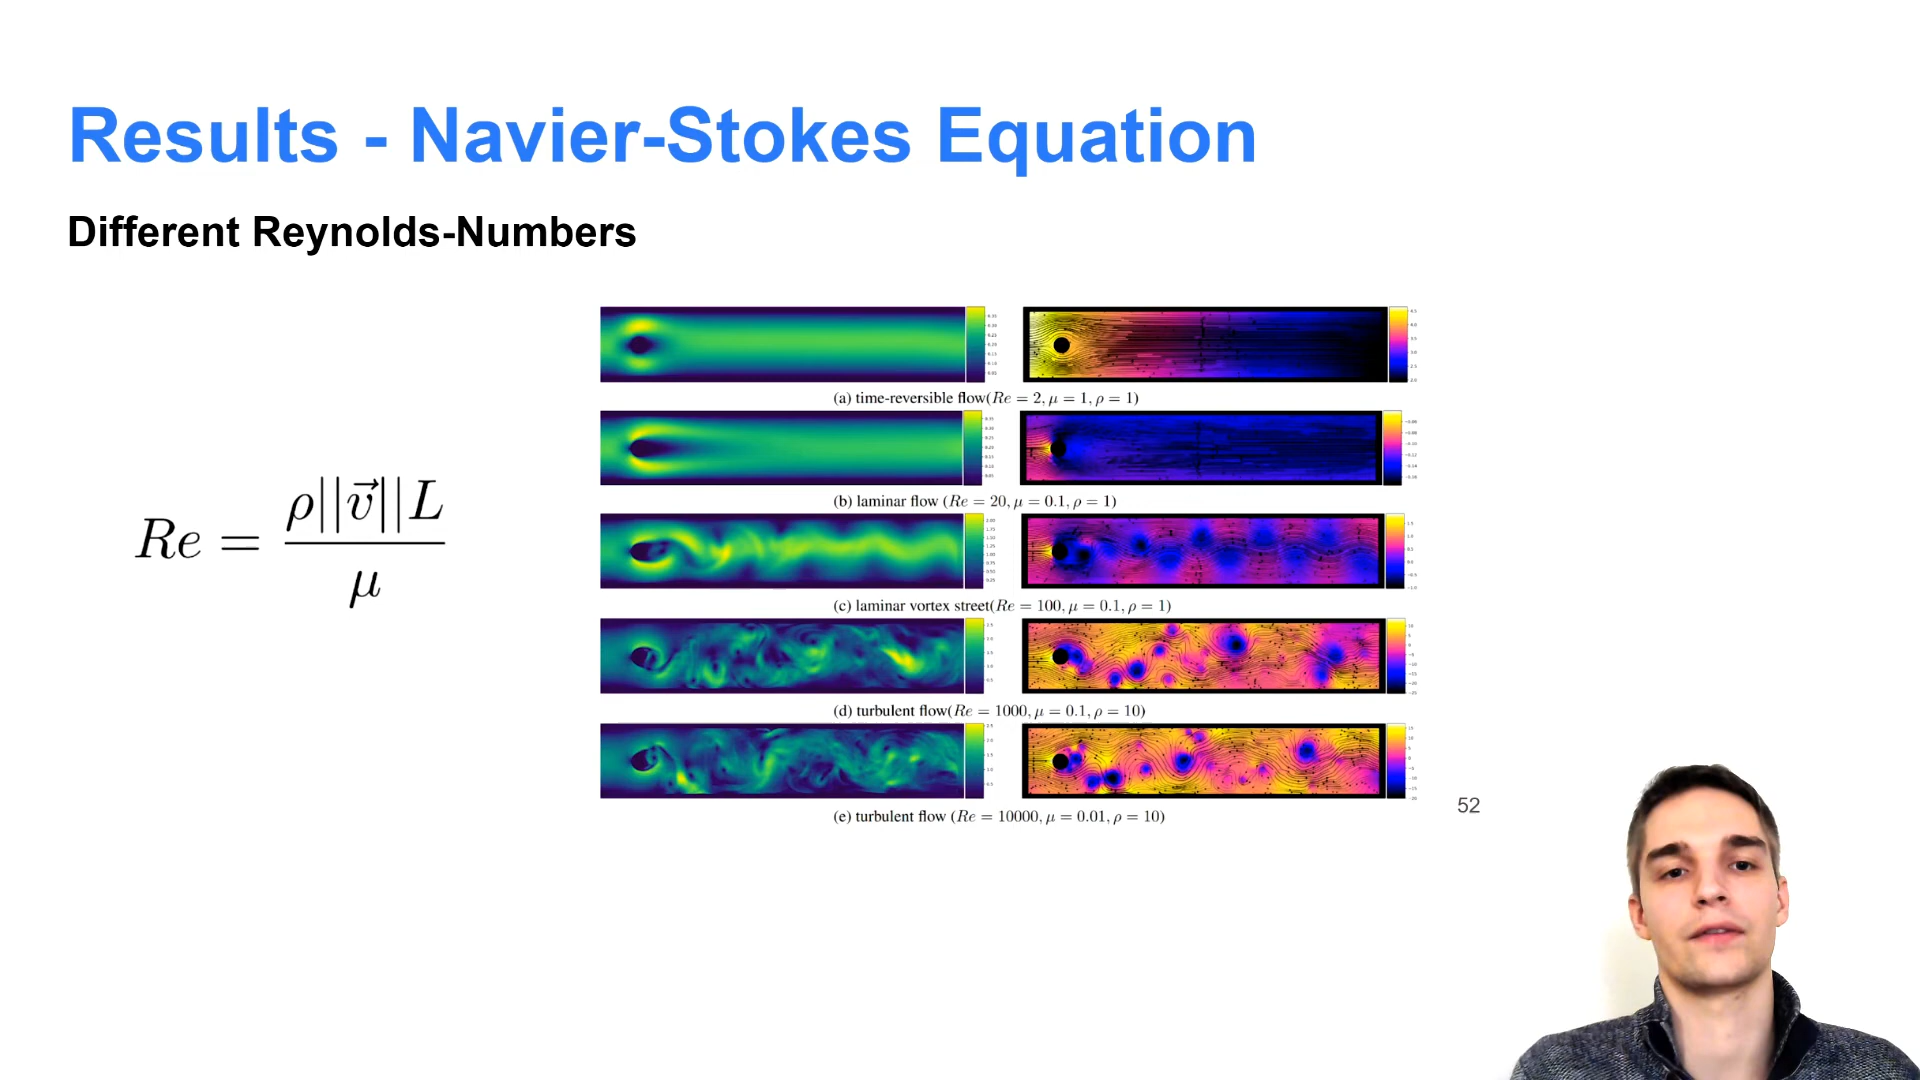 Results - Navier-Stokes Equation
Different Reynolds-Numbers
Re = ρ||v⃗||L / μ
(a) time-reversible flow(Re = 2, μ = 1, ρ = 1)
(b) laminar flow (Re = 20, μ = 0.1, ρ = 1)
(c) laminar vortex street(Re = 100, μ = 0.1, ρ = 1)
(d) turbulent flow(Re = 1000, μ = 0.1, ρ = 10)
(e) turbulent flow (Re = 10000, μ = 0.01, ρ = 10)
52